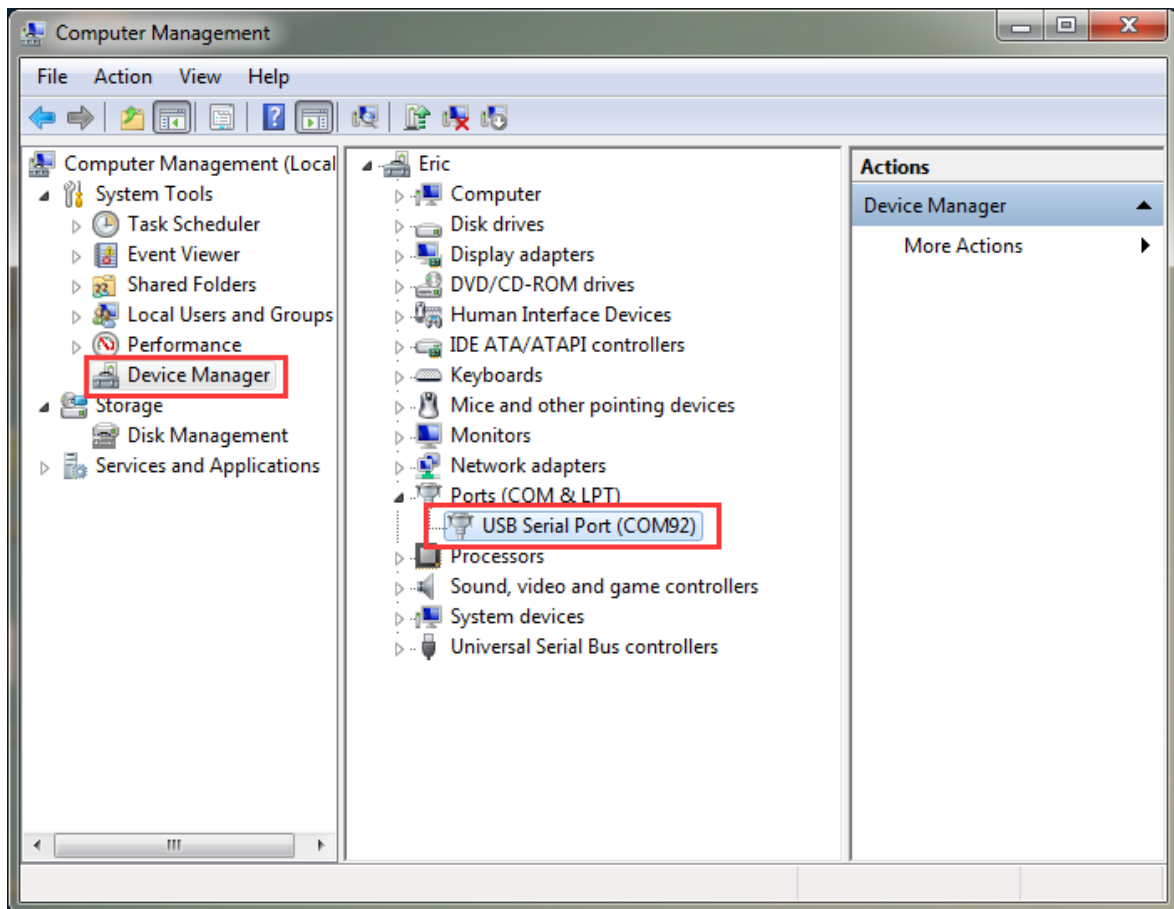 Computer Management
File Action View Help
Computer Management (Local
System Tools
Task Scheduler
Event Viewer
Shared Folders
Local Users and Groups
Performance
Device Manager
Storage
Disk Management
Services and Applications
Eric
Computer
Disk drives
Display adapters
DVD/CD-ROM drives
Human Interface Devices
IDE ATA/ATAPI controllers
Keyboards
Mice and other pointing devices
Monitors
Network adapters
Ports (COM & LPT)
USB Serial Port (COM92)
Processors
Sound, video and game controllers
System devices
Universal Serial Bus controllers
Actions
Device Manager
More Actions